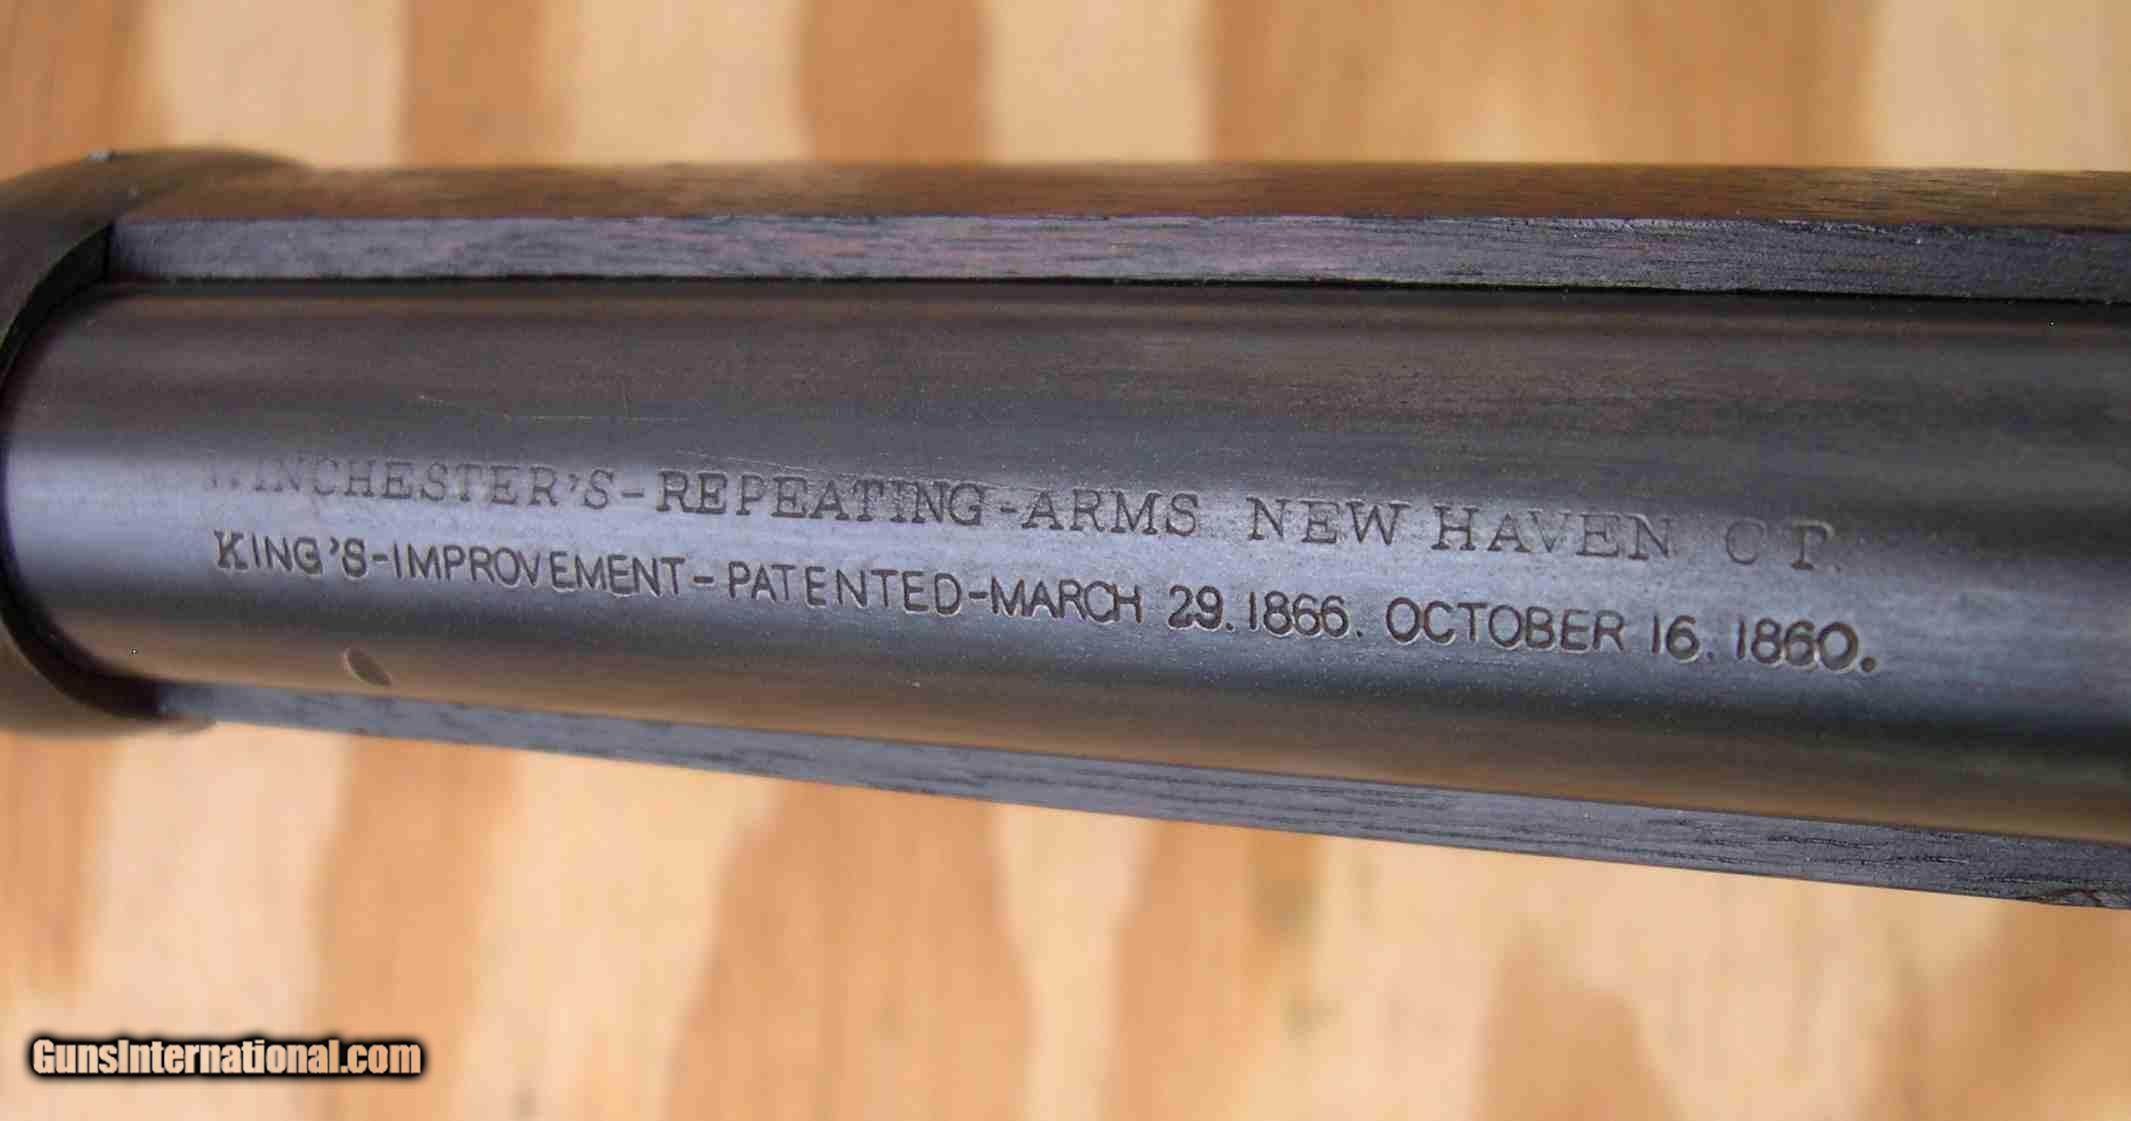 WINCHESTER'S-REPEATING-ARMS NEW HAVEN CT.
KING'S-IMPROVEMENT-PATENTED-MARCH 29. 1866. OCTOBER 16. 1860.
GunsInternational.com